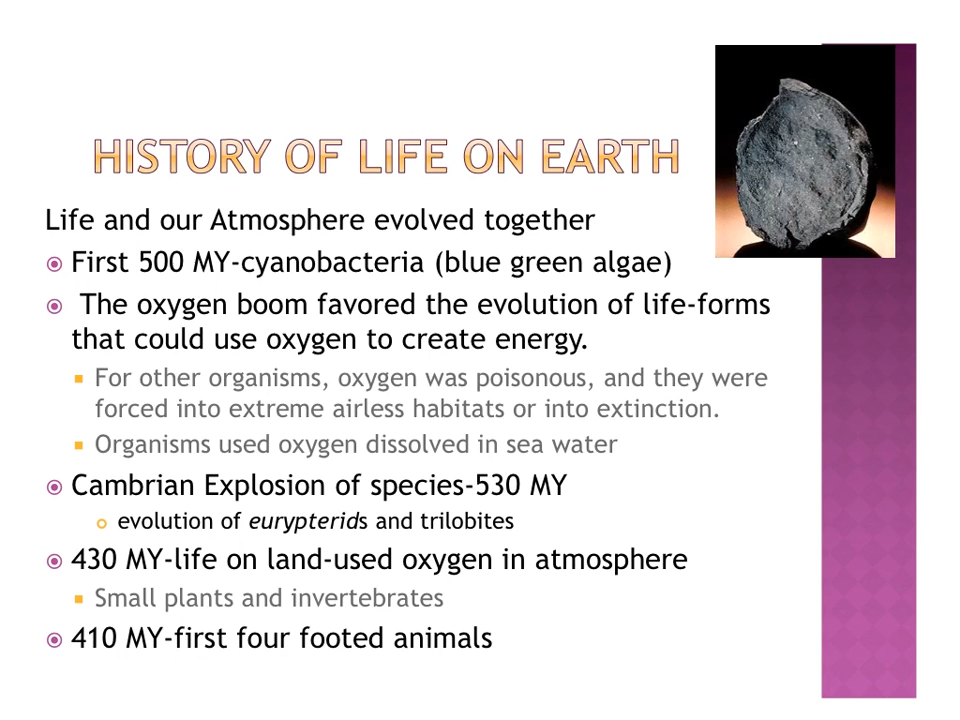 HISTORY OF LIFE ON EARTH
Life and our Atmosphere evolved together
First 500 MY-cyanobacteria (blue green algae)
The oxygen boom favored the evolution of life-forms
that could use oxygen to create energy.
For other organisms, oxygen was poisonous, and they were
forced into extreme airless habitats or into extinction.
Organisms used oxygen dissolved in sea water
Cambrian Explosion of species-530 MY
evolution of eurypterids and trilobites
430 MY-life on land-used oxygen in atmosphere
Small plants and invertebrates
410 MY-first four footed animals